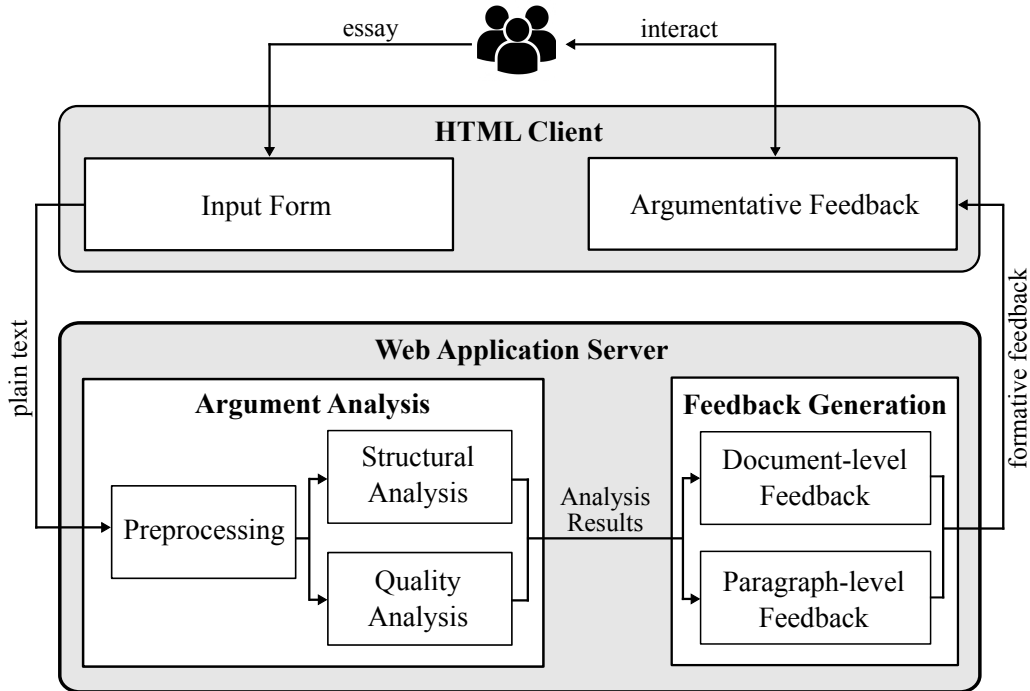 essay
interact
HTML Client
Input Form
Argumentative Feedback
plain text
formative feedback
Web Application Server
Argument Analysis
Preprocessing
Structural
Analysis
Quality
Analysis
Analysis
Results
Feedback Generation
Document-level
Feedback
Paragraph-level
Feedback